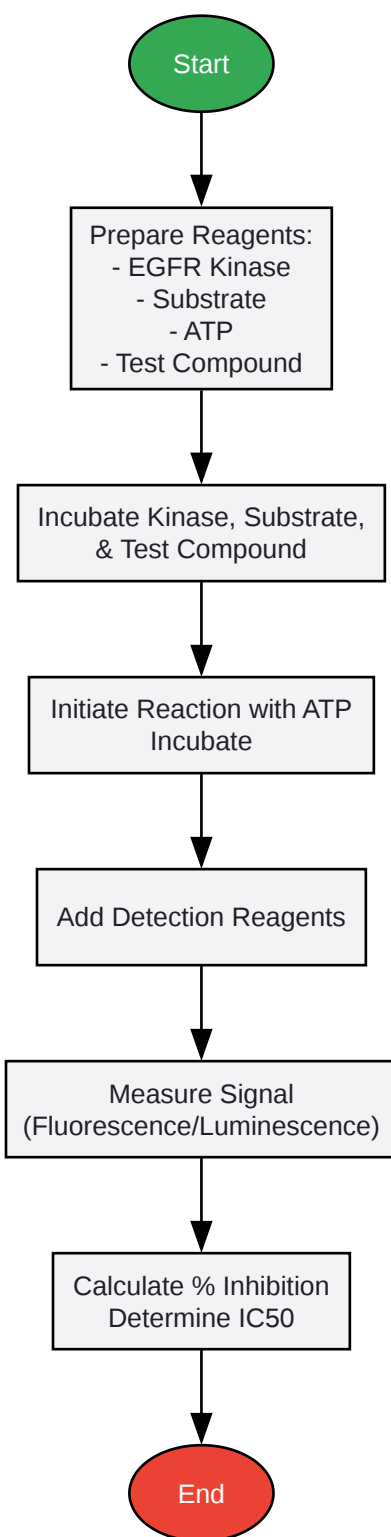 Start
Prepare Reagents:
- EGFR Kinase
- Substrate
- ATP
- Test Compound
Incubate Kinase, Substrate,
& Test Compound
Initiate Reaction with ATP
Incubate
Add Detection Reagents
Measure Signal
(Fluorescence/Luminescence)
Calculate % Inhibition
Determine IC50
End